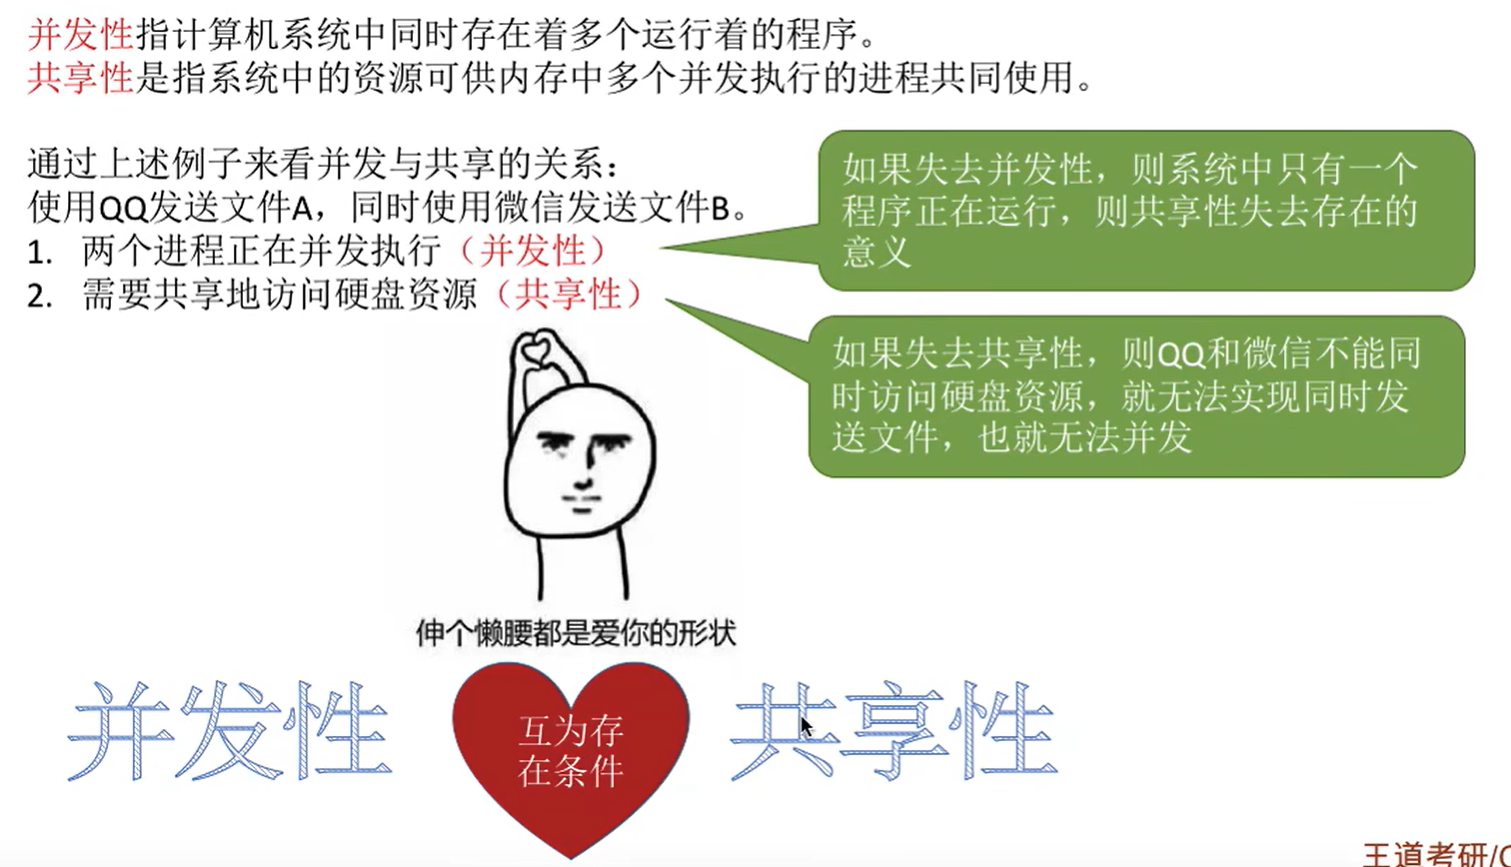 并发性指计算机系统中同时存在着多个运行着的程序。
共享性是指系统中的资源可供内存中多个并发执行的进程共同使用。
通过上述例子来看并发与共享的关系：
使用QQ发送文件A，同时使用微信发送文件B。
1. 两个进程正在并发执行（并发性）
2. 需要共享地访问硬盘资源（共享性）
如果失去并发性，则系统中只有一个
程序正在运行，则共享性失去存在的
意义
如果失去共享性，则QQ和微信不能同
时访问硬盘资源，就无法实现同时发
送文件，也就无法并发
伸个懒腰都是爱你的形状
并发性
互为存
在条件
共享性
王道考研/